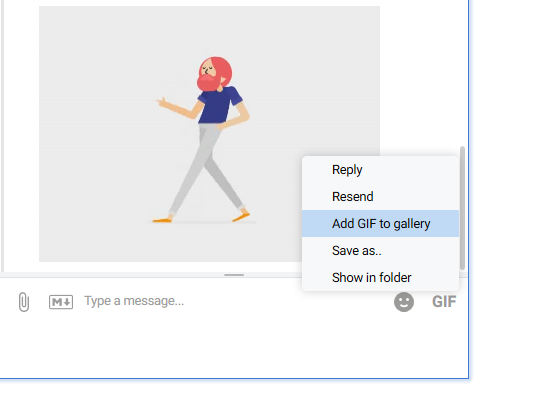 Reply
Resend
Add GIF to gallery
Save as..
Show in folder
M Type a message... GIF